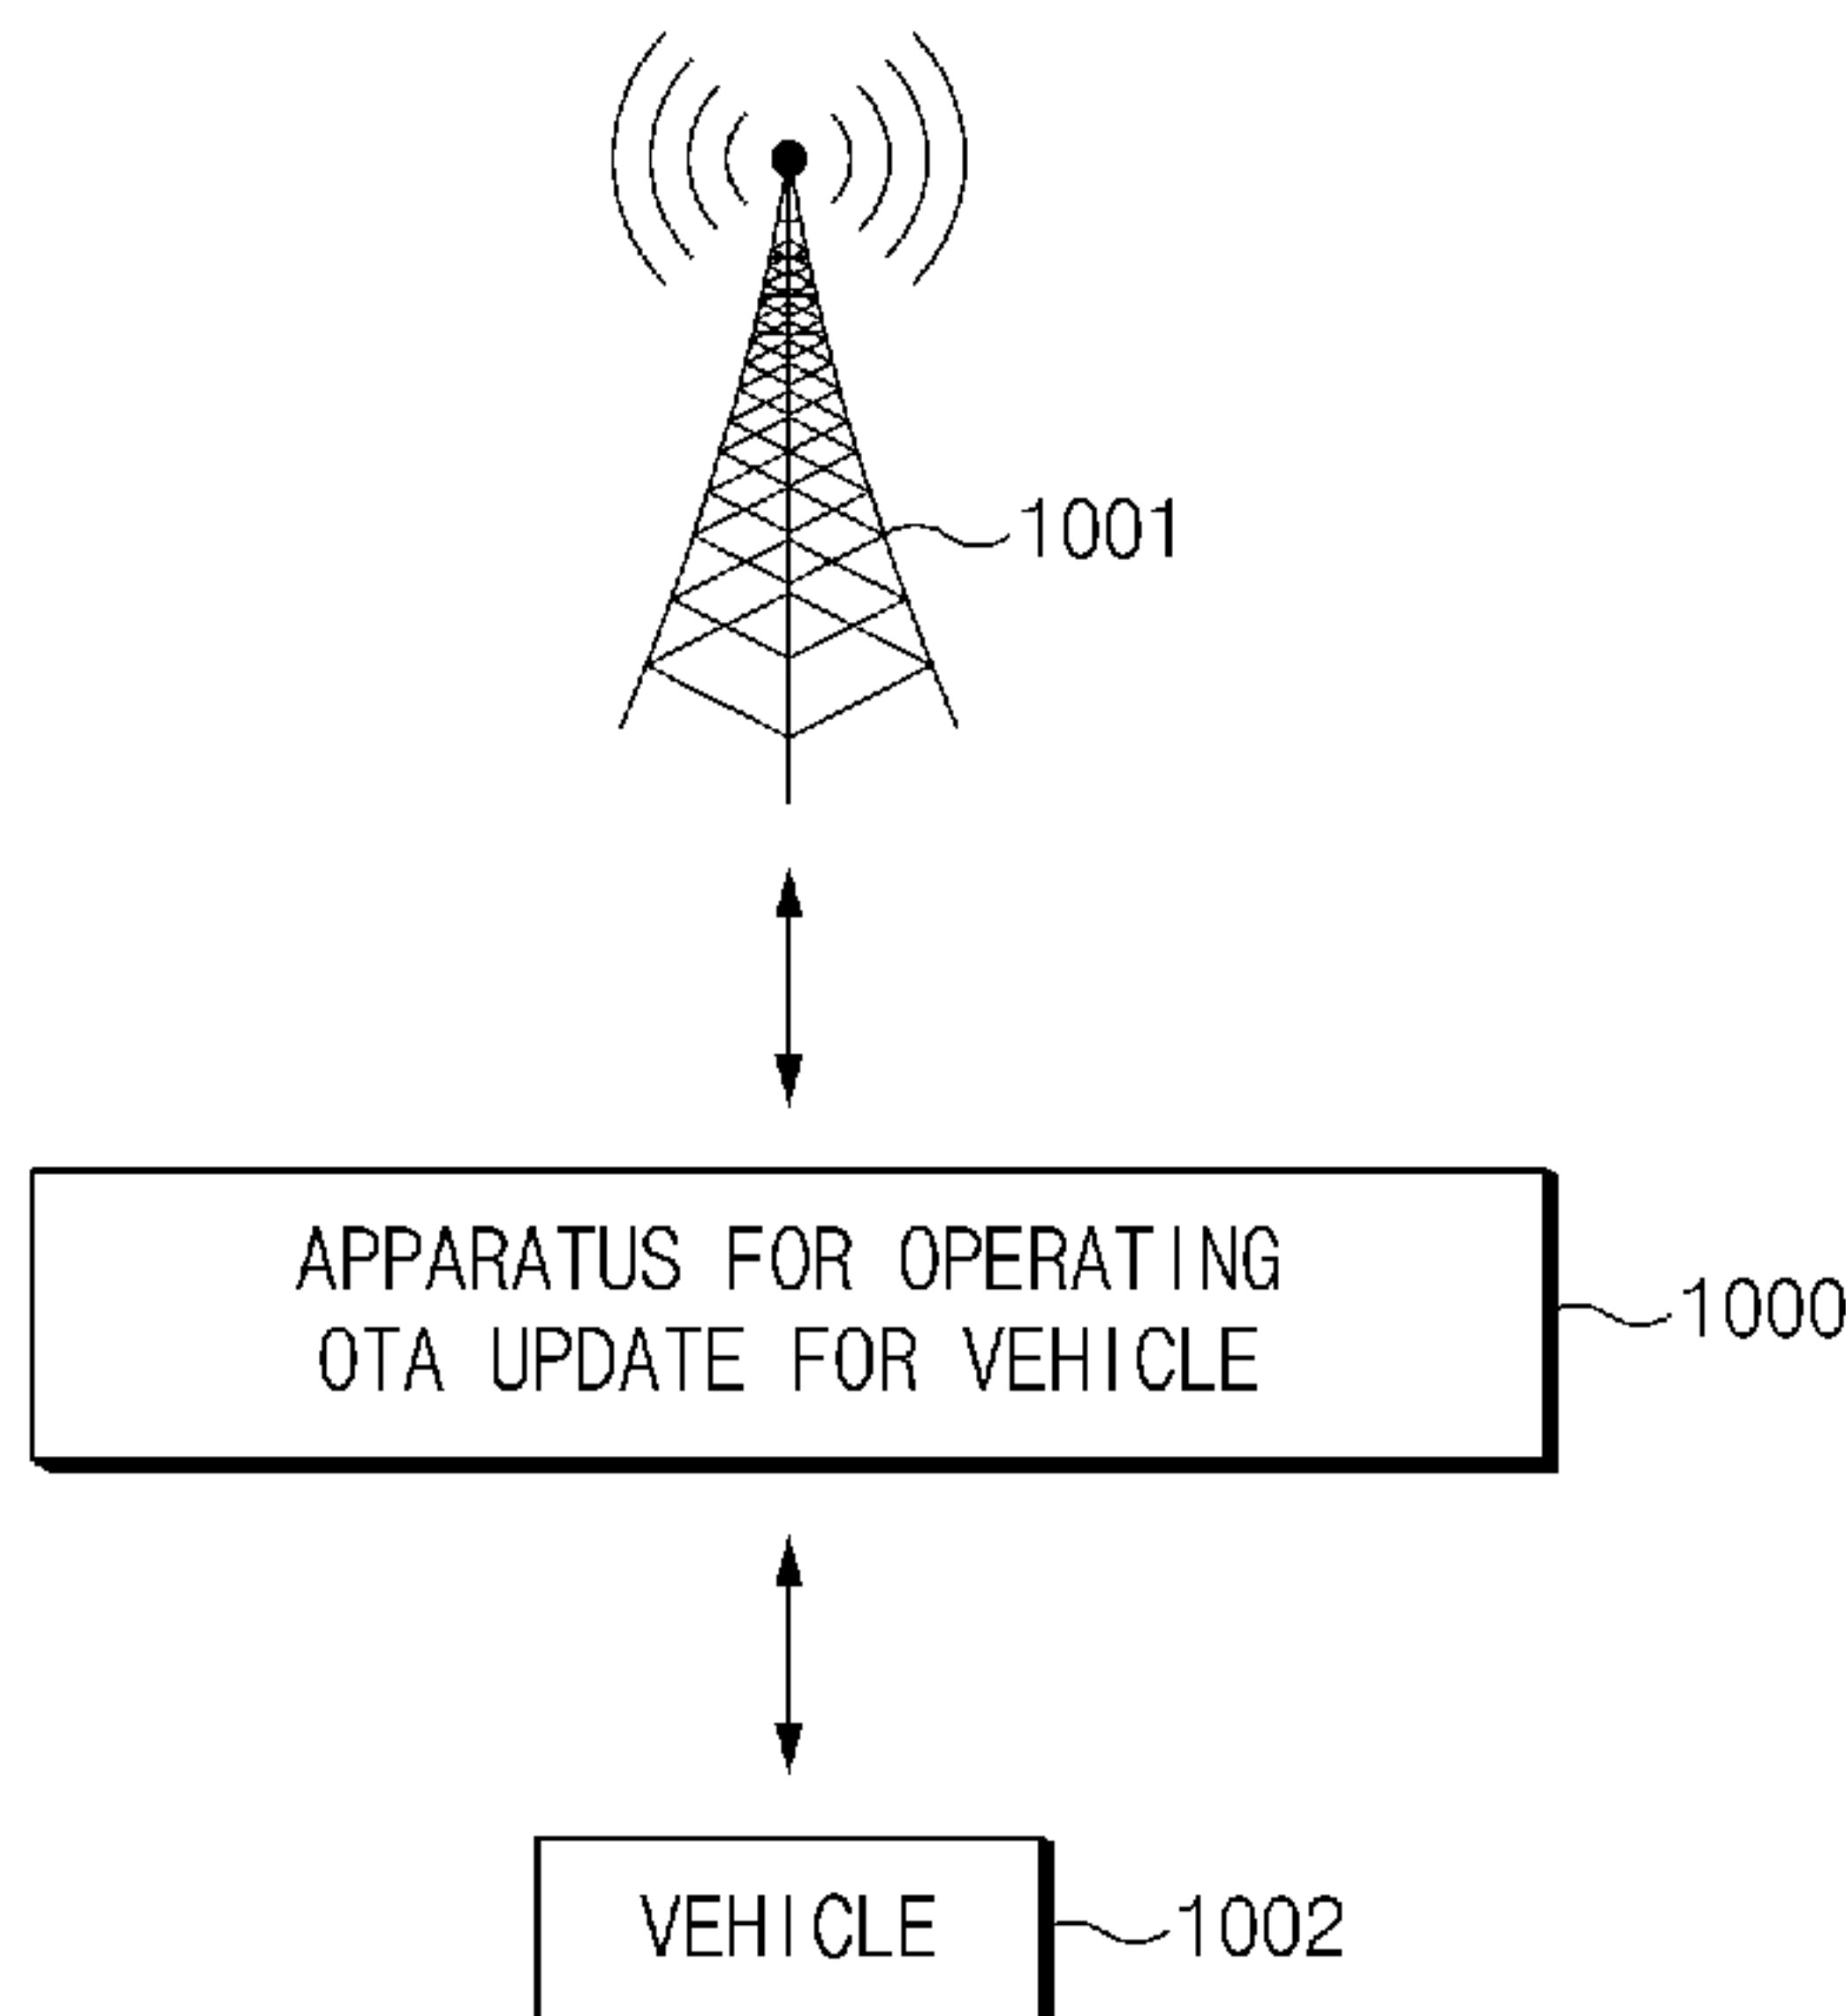 1001
APPARATUS FOR OPERATING
OTA UPDATE FOR VEHICLE
1000
VEHICLE
1002